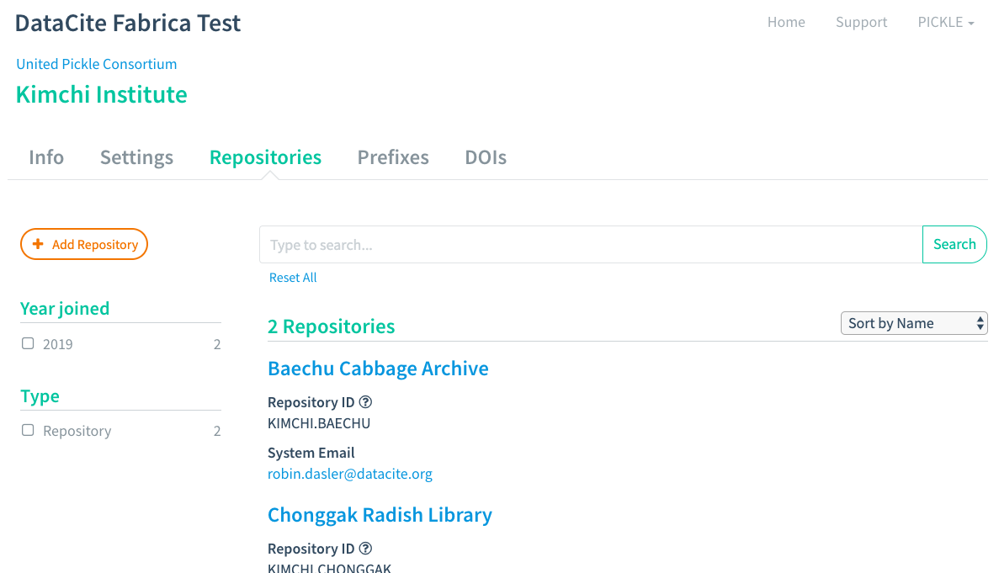 DataCite Fabrica Test
Home Support PICKLE
United Pickle Consortium
Kimchi Institute
Info Settings Repositories Prefixes DOIs
Add Repository
Type to search...
Search
Reset All
Year joined
2019 2
Type
Repository 2
2 Repositories
Sort by Name
Baechu Cabbage Archive
Repository ID
KIMCHI.BAECHU
System Email
robin.dasler@datacite.org
Chonggak Radish Library
Repository ID
KIMCHI.CHONGGAK